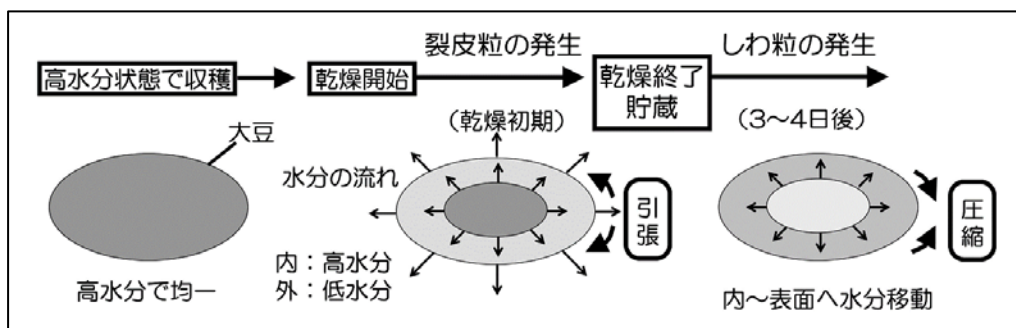 裂皮粒の発生
しわ粒の発生
高水分状態で収穫
乾燥開始
乾燥終了
貯蔵
(乾燥初期)
(3~4日後)
大豆
水分の流れ
引張
圧縮
内:高水分
外:低水分
高水分で均一
内~表面へ水分移動